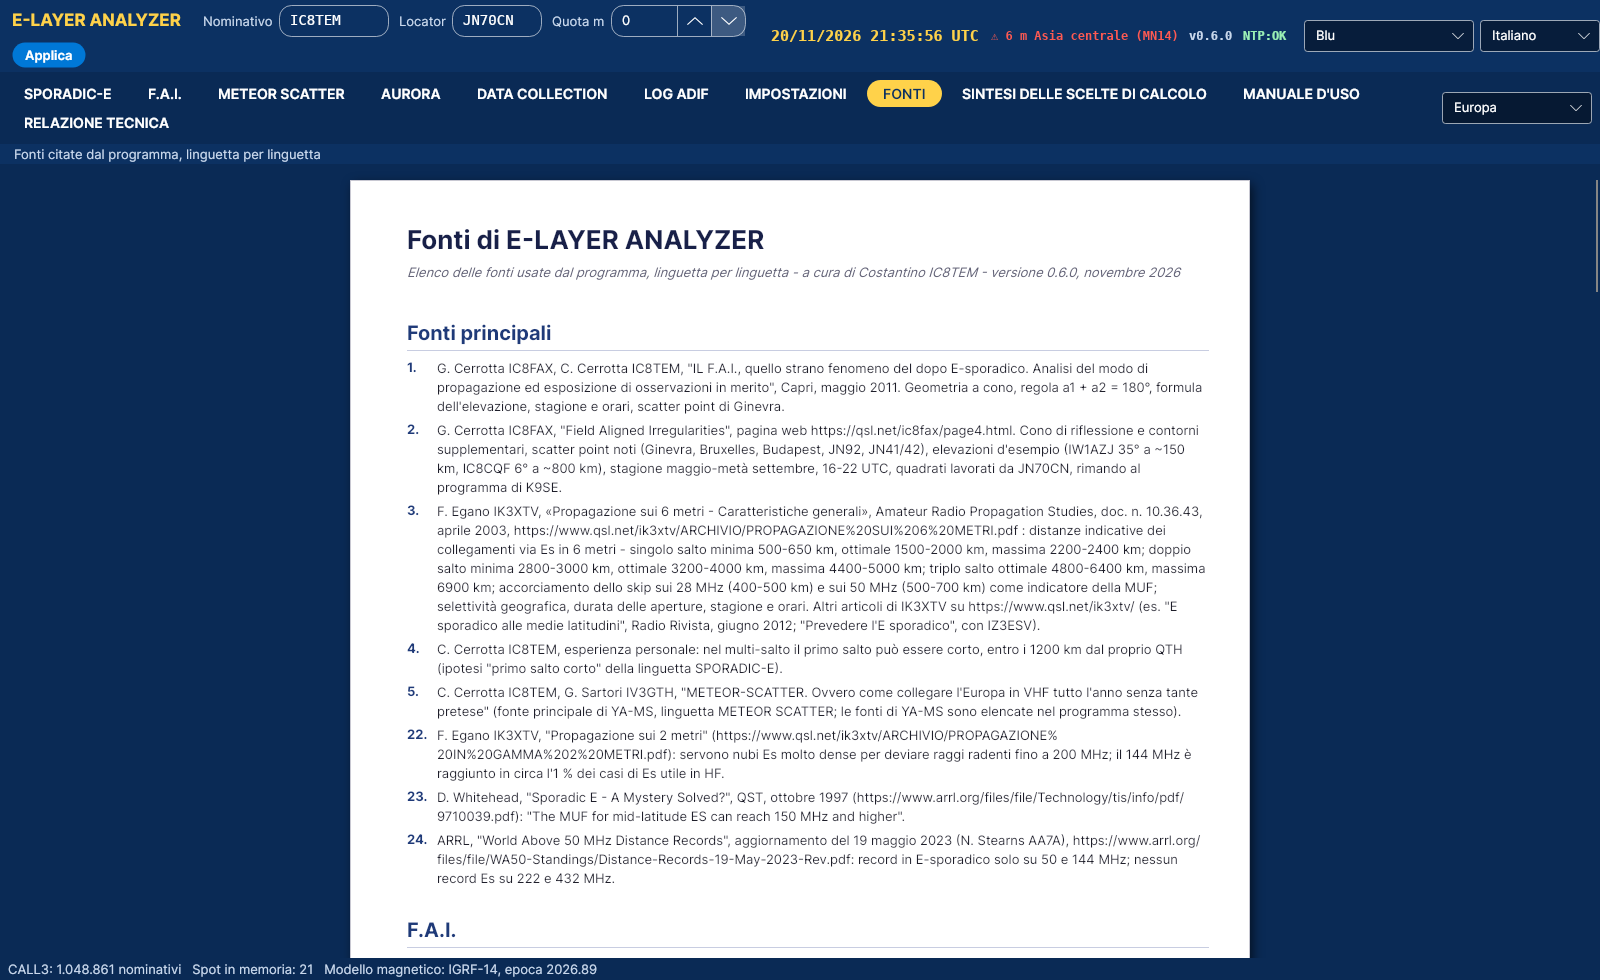 E-LAYER ANALYZER
Nominativo IC8TEM Locator JN70CN Quota m 0
Applica
20/11/2026 21:35:56 UTC ⚠ 6 m Asia centrale (MN14) v0.6.0 NTP:OK Blu Italiano
SPORADIC-E F.A.I. METEOR SCATTER AURORA DATA COLLECTION LOG ADIF IMPOSTAZIONI FONTI SINTESI DELLE SCELTE DI CALCOLO MANUALE D'USO
RELAZIONE TECNICA
Europa
Fonti citate dal programma, linguetta per linguetta
Fonti di E-LAYER ANALYZER
Elenco delle fonti usate dal programma, linguetta per linguetta - a cura di Costantino IC8TEM - versione 0.6.0, novembre 2026
Fonti principali
1. G. Cerrotta IC8FAX, C. Cerrotta IC8TEM, "IL F.A.I., quello strano fenomeno del dopo E-sporadico. Analisi del modo di
propagazione ed esposizione di osservazioni in merito", Capri, maggio 2011. Geometria a cono, regola a1 + a2 = 180°, formula
dell'elevazione, stagione e orari, scatter point di Ginevra.
2. G. Cerrotta IC8FAX, "Field Aligned Irregularities", pagina web https://qsl.net/ic8fax/page4.html. Cono di riflessione e contorni
supplementari, scatter point noti (Ginevra, Bruxelles, Budapest, JN92, JN41/42), elevazioni d'esempio (IW1AZJ 35° a ~150
km, IC8CQF 6° a ~800 km), stagione maggio-metà settembre, 16-22 UTC, quadrati lavorati da JN70CN, rimando al
programma di K9SE.
3. F. Egano IK3XTV, «Propagazione sui 6 metri - Caratteristiche generali», Amateur Radio Propagation Studies, doc. n. 10.36.43,
aprile 2003, https://www.qsl.net/ik3xtv/ARCHIVIO/PROPAGAZIONE%20SUI%206%20METRI.pdf : distanze indicative dei
collegamenti via Es in 6 metri - singolo salto minima 500-650 km, ottimale 1500-2000 km, massima 2200-2400 km; doppio
salto minima 2800-3000 km, ottimale 3200-4000 km, massima 4400-5000 km; triplo salto ottimale 4800-6400 km, massima
6900 km; accorciamento dello skip sui 28 MHz (400-500 km) e sui 50 MHz (500-700 km) come indicatore della MUF;
selettività geografica, durata delle aperture, stagione e orari. Altri articoli di IK3XTV su https://www.qsl.net/ik3xtv/ (es. "E
sporadico alle medie latitudini", Radio Rivista, giugno 2012; "Prevedere l'E sporadico", con IZ3ESV).
4. C. Cerrotta IC8TEM, esperienza personale: nel multi-salto il primo salto può essere corto, entro i 1200 km dal proprio QTH
(ipotesi "primo salto corto" della linguetta SPORADIC-E).
5. C. Cerrotta IC8TEM, G. Sartori IV3GTH, "METEOR-SCATTER. Ovvero come collegare l'Europa in VHF tutto l'anno senza tante
pretese" (fonte principale di YA-MS, linguetta METEOR SCATTER; le fonti di YA-MS sono elencate nel programma stesso).
22. F. Egano IK3XTV, "Propagazione sui 2 metri" (https://www.qsl.net/ik3xtv/ARCHIVIO/PROPAGAZIONE%
20IN%20GAMMA%202%20METRI.pdf): servono nubi Es molto dense per deviare raggi radenti fino a 200 MHz; il 144 MHz è
raggiunto in circa l'1 % dei casi di Es utile in HF.
23. D. Whitehead, "Sporadic E - A Mystery Solved?", QST, ottobre 1997 (https://www.arrl.org/files/file/Technology/tis/info/pdf/
9710039.pdf): "The MUF for mid-latitude ES can reach 150 MHz and higher".
24. ARRL, "World Above 50 MHz Distance Records", aggiornamento del 19 maggio 2023 (N. Stearns AA7A), https://www.arrl.org/
files/file/WA50-Standings/Distance-Records-19-May-2023-Rev.pdf: record in E-sporadico solo su 50 e 144 MHz; nessun
record Es su 222 e 432 MHz.
F.A.I.
CALL3: 1.048.861 nominativi Spot in memoria: 21 Modello magnetico: IGRF-14, epoca 2026.89